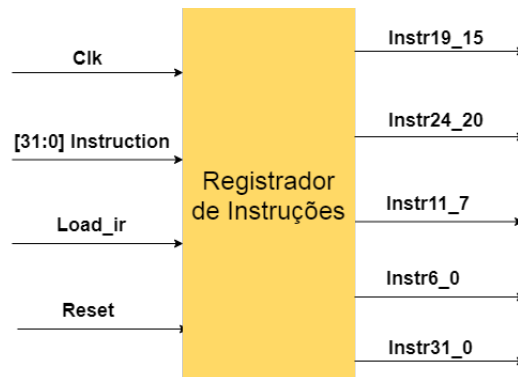 Clk
[31:0] Instruction
Load_ir
Reset
Registrador
de Instruções
Instr19_15
Instr24_20
Instr11_7
Instr6_0
Instr31_0